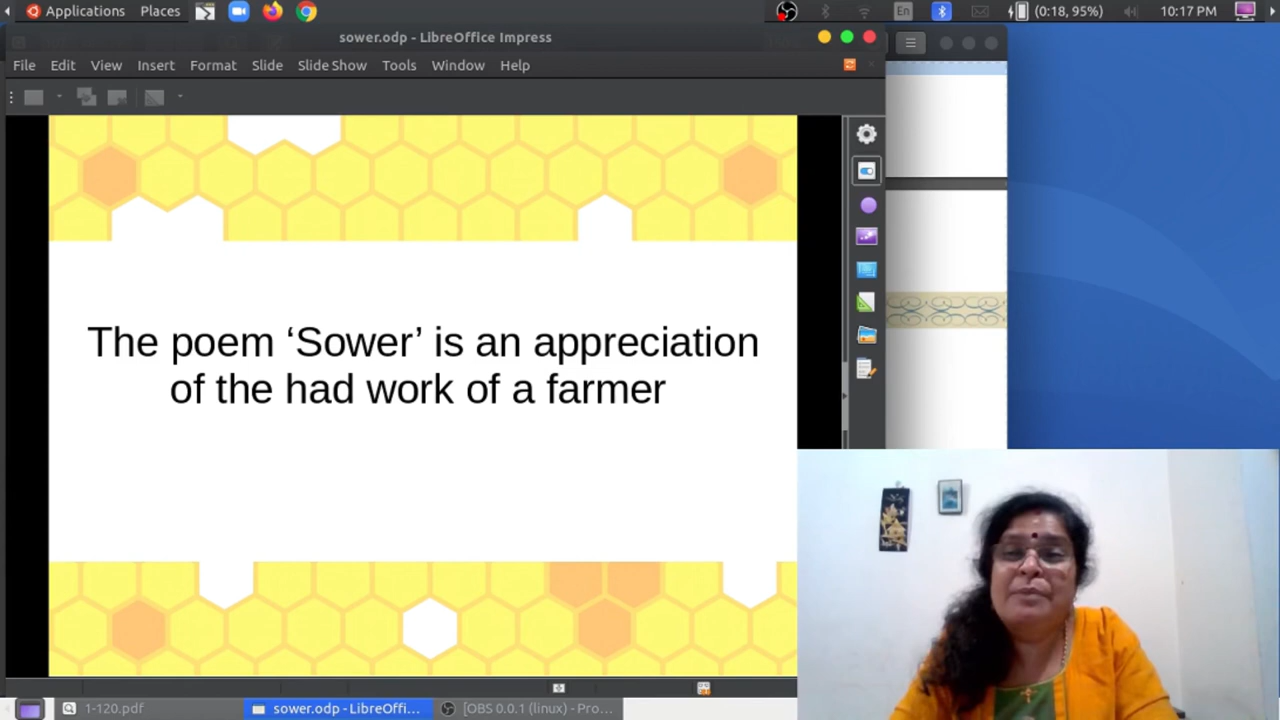 Applications Places En (0:18, 95%) 10:17 PM
sower.odp - LibreOffice Impress
File Edit View Insert Format Slide Slide Show Tools Window Help
The poem ‘Sower’ is an appreciation
of the had work of a farmer
1-120.pdf sower.odp - LibreOffi... [OBS 0.0.1 (linux) - Pro...